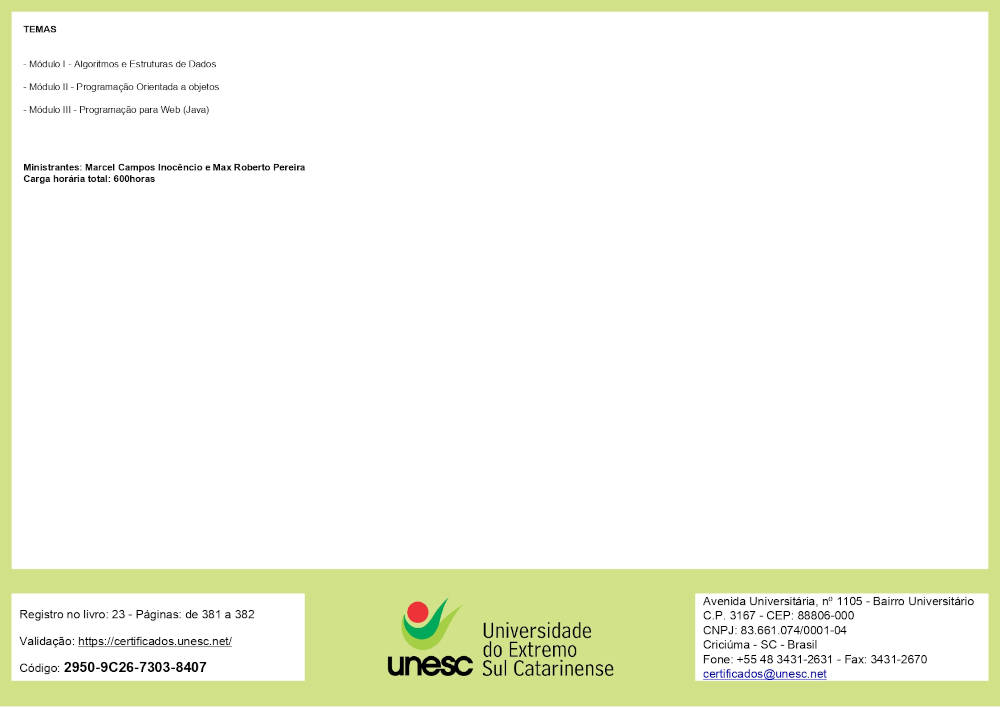 TEMAS
- Módulo I - Algoritmos e Estruturas de Dados
- Módulo II - Programação Orientada a objetos
- Módulo III - Programação para Web (Java)
Ministrantes: Marcel Campos Inocêncio e Max Roberto Pereira
Carga horária total: 600horas
Registro no livro: 23 - Páginas: de 381 a 382
Validação: https://certificados.unesc.net/
Código: 2950-9C26-7303-8407
unesc
Universidade
do Extremo
Sul Catarinense
Avenida Universitária, nº 1105 - Bairro Universitário
C.P. 3167 - CEP: 88806-000
CNPJ: 83.661.074/0001-04
Criciúma - SC - Brasil
Fone: +55 48 3431-2631 - Fax: 3431-2670
certificados@unesc.net